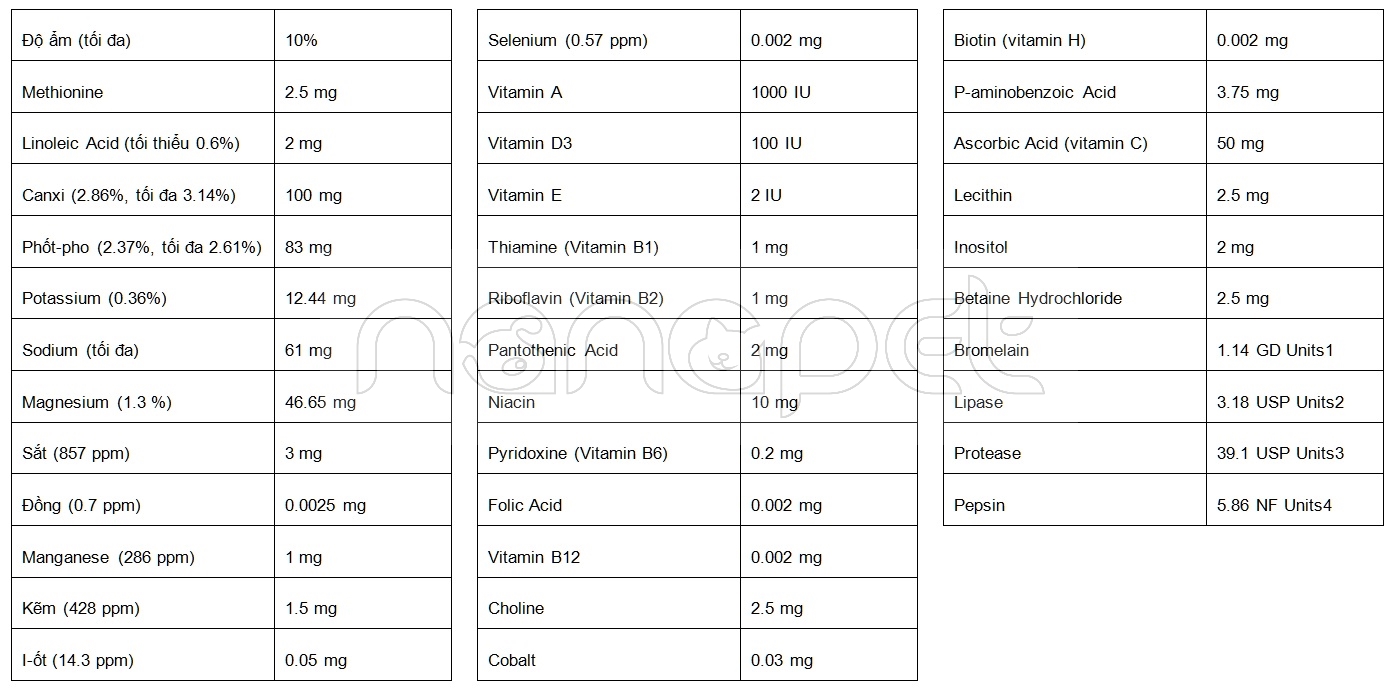 Độ ẩm (tối đa) 10%
Methionine 2.5 mg
Linoleic Acid (tối thiểu 0.6%) 2 mg
Canxi (2.86%, tối đa 3.14%) 100 mg
Phốt-pho (2.37%, tối đa 2.61%) 83 mg
Potassium (0.36%) 12.44 mg
Sodium (tối đa) 61 mg
Magnesium (1.3 %) 46.65 mg
Sắt (857 ppm) 3 mg
Đồng (0.7 ppm) 0.0025 mg
Manganese (286 ppm) 1 mg
Kẽm (428 ppm) 1.5 mg
I-ốt (14.3 ppm) 0.05 mg
Selenium (0.57 ppm) 0.002 mg
Vitamin A 1000 IU
Vitamin D3 100 IU
Vitamin E 2 IU
Thiamine (Vitamin B1) 1 mg
Riboflavin (Vitamin B2) 1 mg
Pantothenic Acid 2 mg
Niacin 10 mg
Pyridoxine (Vitamin B6) 0.2 mg
Folic Acid 0.002 mg
Vitamin B12 0.002 mg
Choline 2.5 mg
Cobalt 0.03 mg
Biotin (vitamin H) 0.002 mg
P-aminobenzoic Acid 3.75 mg
Ascorbic Acid (vitamin C) 50 mg
Lecithin 2.5 mg
Inositol 2 mg
Betaine Hydrochloride 2.5 mg
Bromelain 1.14 GD Units1
Lipase 3.18 USP Units2
Protease 39.1 USP Units3
Pepsin 5.86 NF Units4
nanapet